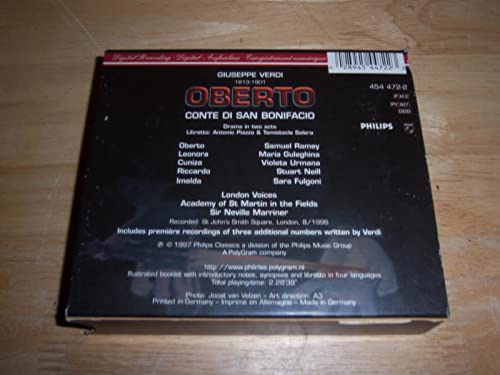 Digital Recording - Digital-Aufnahme - Enregistrement numérique
0 28945 44722
454 472-2
DDD
PHILIPS
GIUSEPPE VERDI
1813-1901
OBERTO
CONTE DI SAN BONIFACIO
Drama in two acts
Libretto: Antonio Piazza & Temistocle Solera
Oberto Samuel Ramey
Leonora Maria Guleghina
Cuniza Violeta Urmana
Riccardo Stuart Neill
Imelda Sara Fulgoni
London Voices
Academy of St Martin in the Fields
Sir Neville Marriner
Recorded: St John's Smith Square, London, 8/1996
Includes première recordings of three additional numbers written by Verdi
℗ © 1997 Philips Classics a division of the Philips Music Group
A PolyGram company
http://www.philclas.polygram.nl
Illustrated booklet with introductory notes, synopses and libretto in four languages
Total playing-time: 2.28'38"
Photo: Joost van Velzen - Art direction: A3
Printed in Germany - Imprimé en Allemagne - Made in Germany